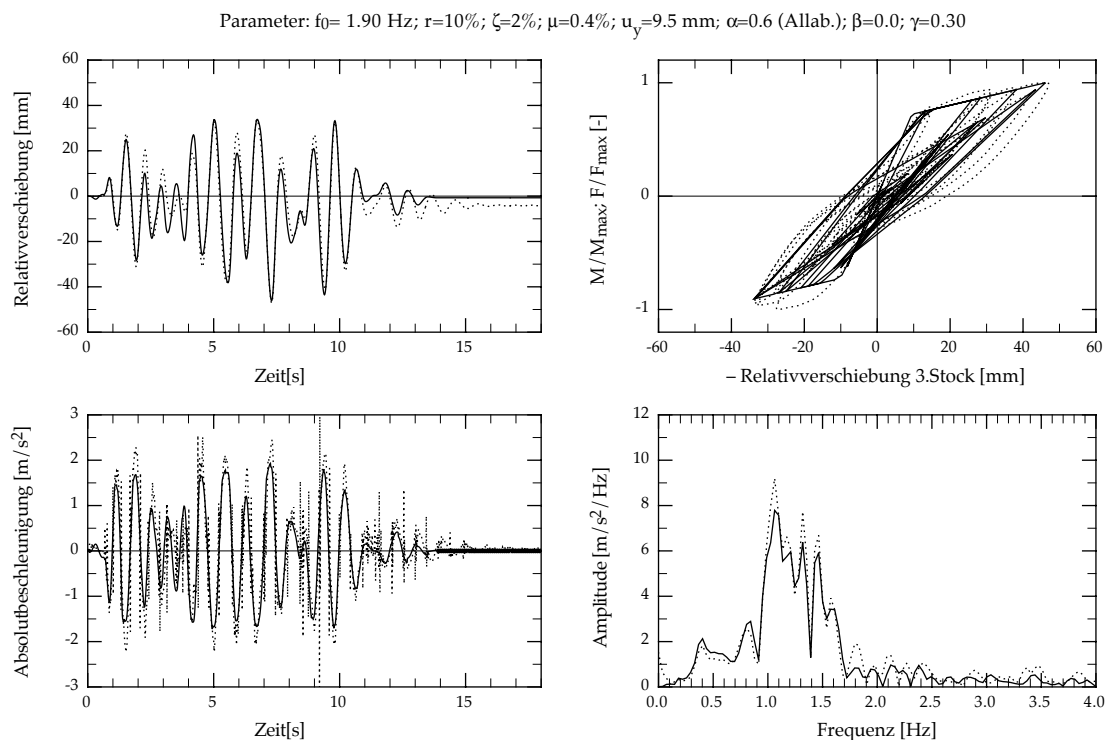 Parameter: f0= 1.90 Hz; r=10%; ζ=2%; μ=0.4%; uy=9.5 mm; α=0.6 (Allab.); β=0.0; γ=0.30
Relativverschiebung [mm]
60
40
20
0
-20
-40
-60
0 5 10 15
Zeit[s]
M/Mmax; F/Fmax [-]
1
0
-1
-60 -40 -20 0 20 40 60
– Relativverschiebung 3.Stock [mm]
Absolutbeschleunigung [m/s²]
3
2
1
0
-1
-2
-3
0 5 10 15
Zeit[s]
Amplitude [m/s²/Hz]
12
10
8
6
4
2
0
0.0 0.5 1.0 1.5 2.0 2.5 3.0 3.5 4.0
Frequenz [Hz]